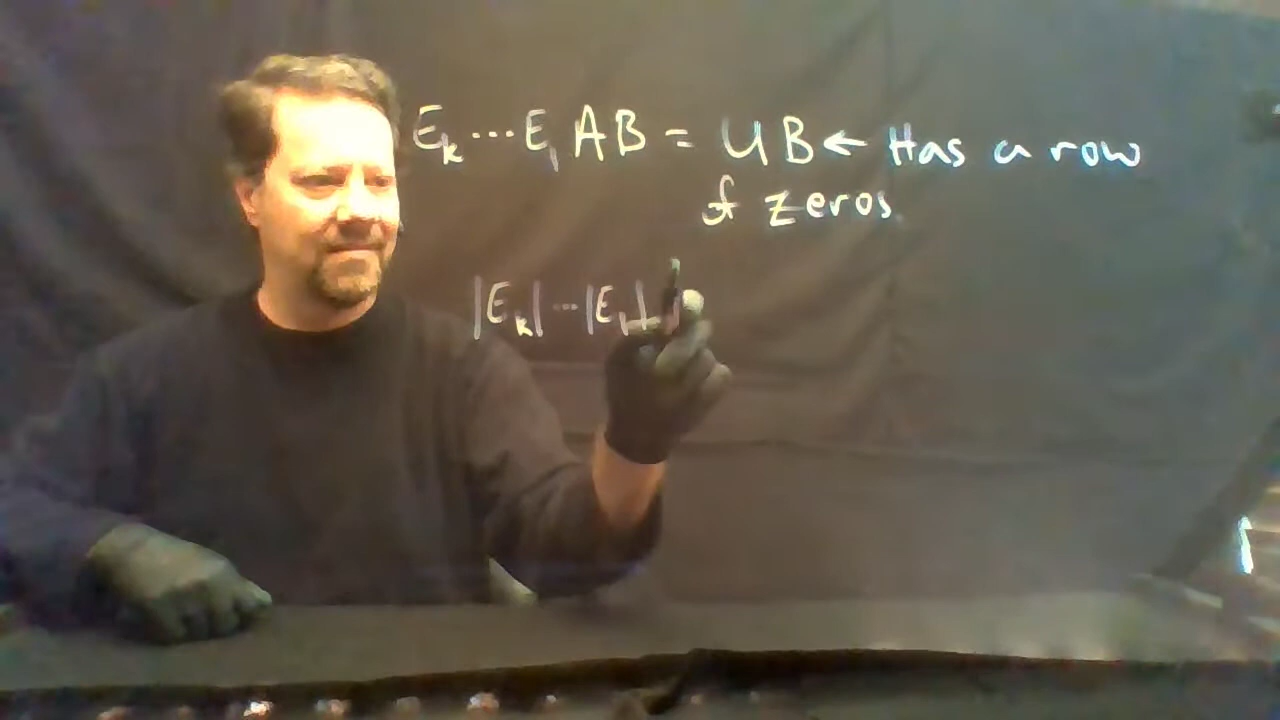 E_k ... E_1 AB = UB ← Has a row
of zeros.
|E_k| ... |E_1|